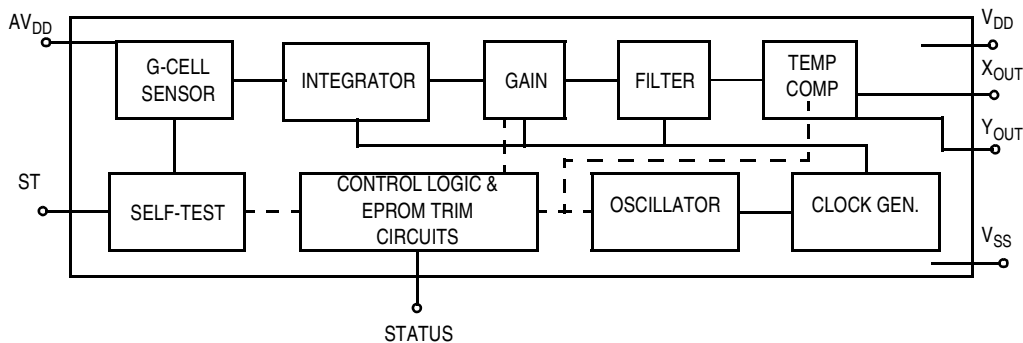 AVDD
VDD
G-CELL
SENSOR
INTEGRATOR
GAIN
FILTER
TEMP
COMP
XOUT
YOUT
ST
SELF-TEST
CONTROL LOGIC &
EPROM TRIM
CIRCUITS
OSCILLATOR
CLOCK GEN.
VSS
STATUS